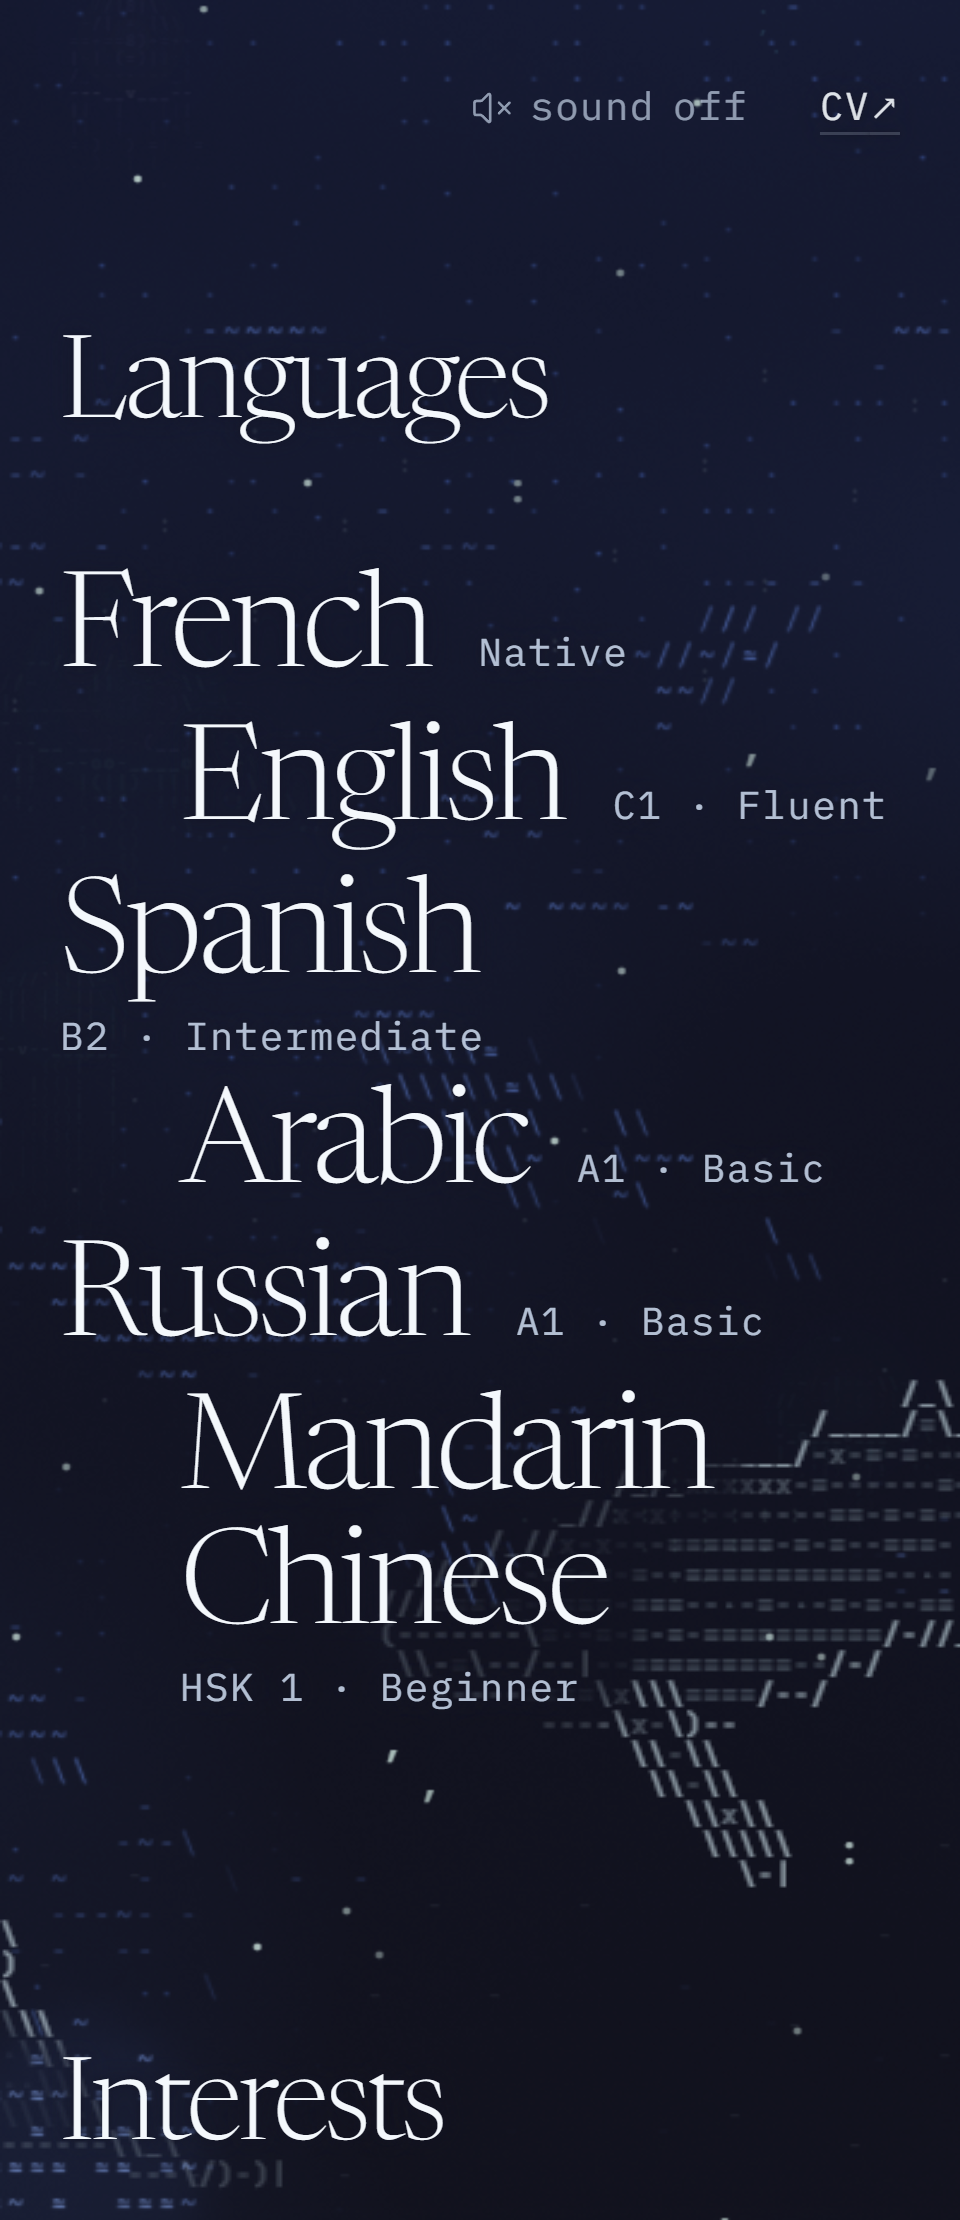 sound off CV↗
Languages
French Native
English C1 · Fluent
Spanish
B2 · Intermediate
Arabic A1 · Basic
Russian A1 · Basic
Mandarin
Chinese
HSK 1 · Beginner
Interests